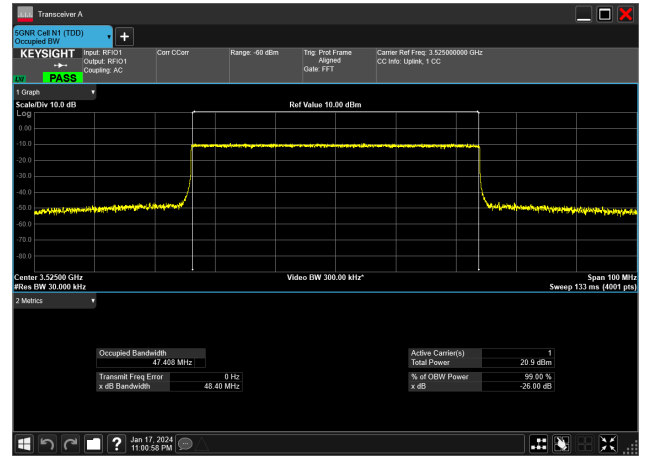 Transceiver A
5GNR Cell N1 (TDD)
Occupied BW
+
KEYSIGHT
LXI
PASS
Input: RFIO1
Output: RFIO1
Coupling: AC
Corr CCorr
Range: -60 dBm
Trig: Prot Frame
Aligned
Gate: FFT
Carrier Ref Freq: 3.525000000 GHz
CC Info: Uplink, 1 CC
1 Graph
Scale/Div 10.0 dB
Ref Value 10.00 dBm
Log
0.00
-10.0
-20.0
-30.0
-40.0
-50.0
-60.0
-70.0
-80.0
Center 3.52500 GHz
Video BW 300.00 kHz*
Span 100 MHz
#Res BW 30.000 kHz
Sweep 133 ms (4001 pts)
2 Metrics
Occupied Bandwidth
47.408 MHz
Transmit Freq Error 0 Hz
x dB Bandwidth 48.40 MHz
Active Carrier(s) 1
Total Power 20.9 dBm
% of OBW Power 99.00 %
x dB -26.00 dB
?
Jan 17, 2024
11:00:58 PM